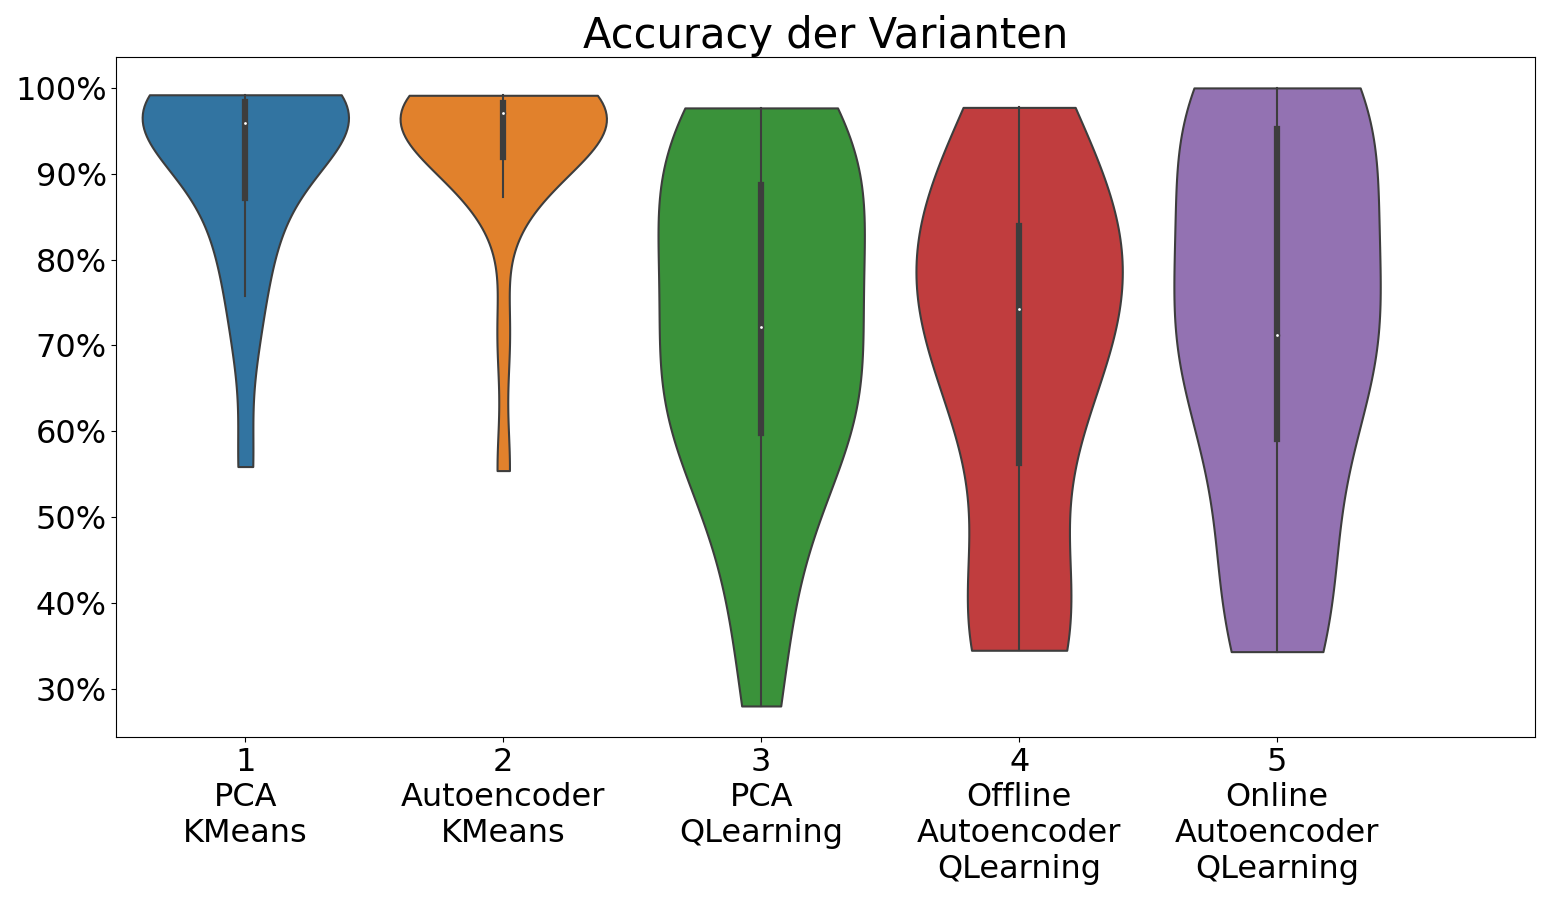 Accuracy der Varianten
100%
90%
80%
70%
60%
50%
40%
30%
1 2 3 4 5
PCA Autoencoder PCA Offline Online
KMeans KMeans QLearning Autoencoder Autoencoder
QLearning QLearning